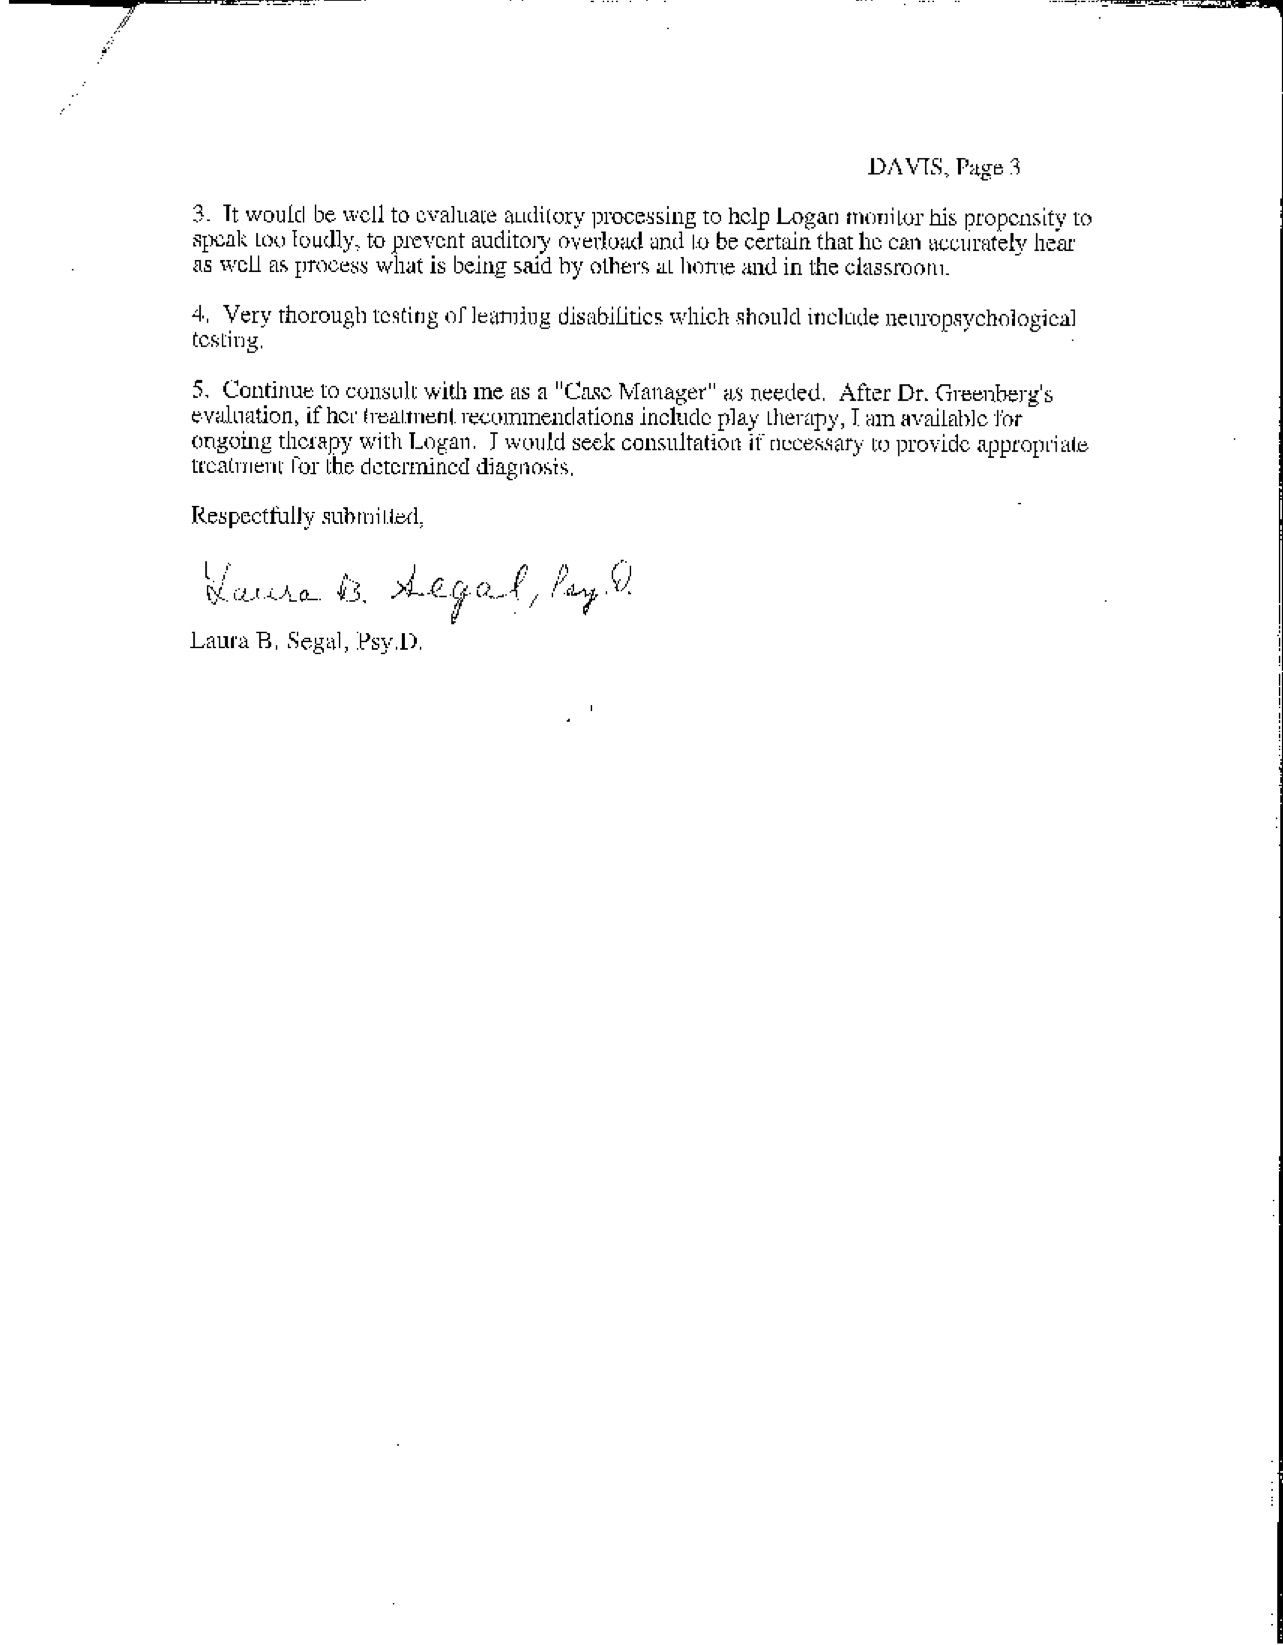 DAVIS, Page 3
3. It would be well to evaluate auditory processing to help Logan monitor his propensity to
speak too loudly, to prevent auditory overload and to be certain that he can accurately hear
as well as process what is being said by others at home and in the classroom.
4. Very thorough testing of learning disabilities which should include neuropsychological
testing.
5. Continue to consult with me as a "Case Manager" as needed. After Dr. Greenberg's
evaluation, if her treatment recommendations include play therapy, I am available for
ongoing therapy with Logan. I would seek consultation if necessary to provide appropriate
treatment for the determined diagnosis.
Respectfully submitted,
Laura B. Segal, Psy.D.
Laura B. Segal, Psy.D.